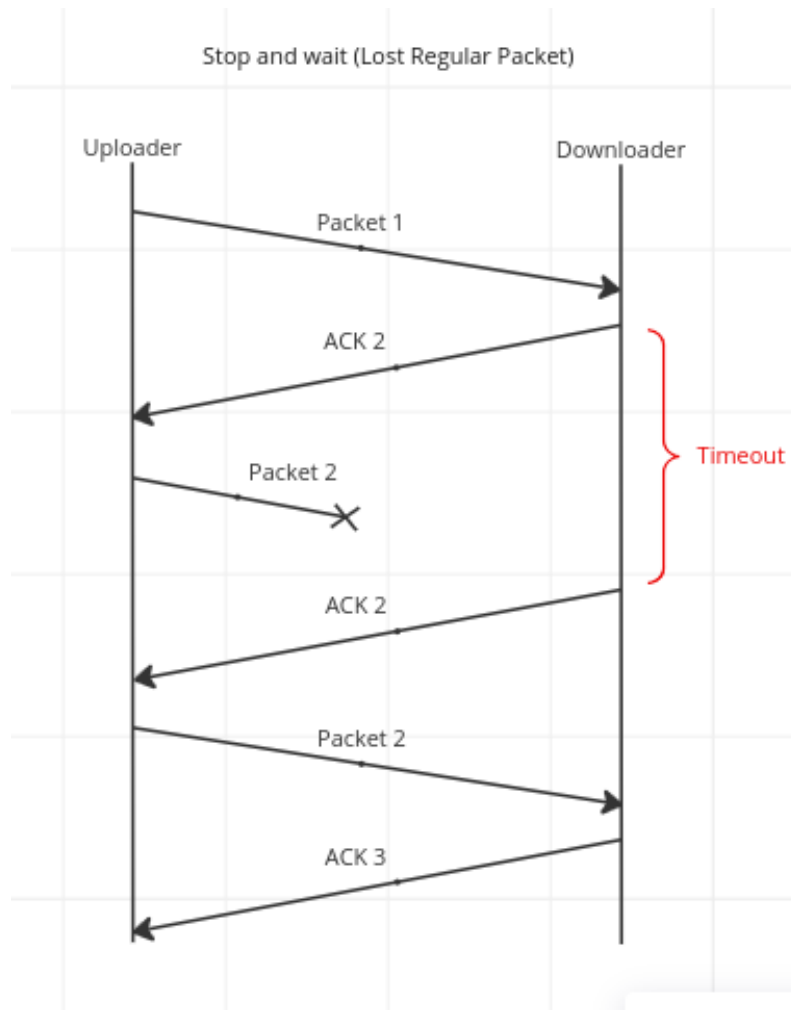 Stop and wait (Lost Regular Packet)
Uploader
Downloader
Packet 1
ACK 2
Timeout
Packet 2
ACK 2
Packet 2
ACK 3